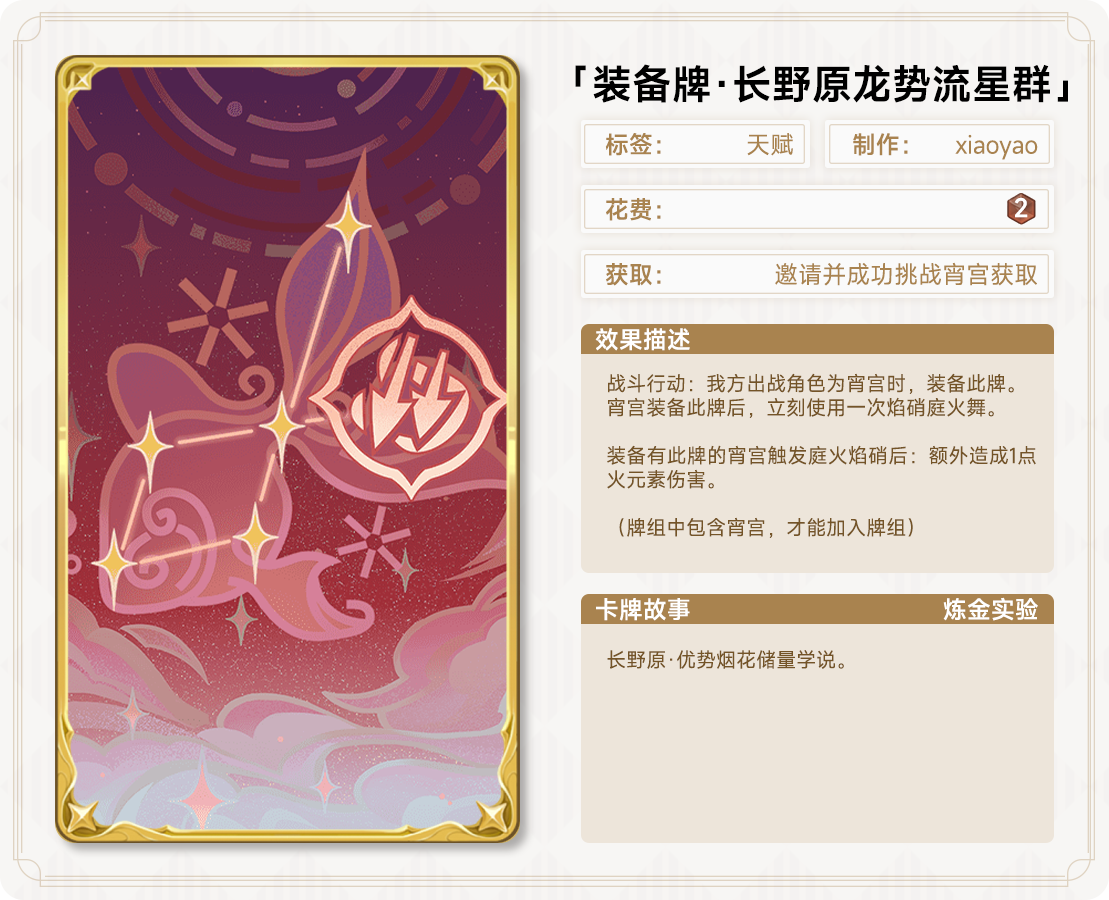 「装备牌·长野原龙势流星群」
标签： 天赋
制作： xiaoyao
花费： 2
获取： 邀请并成功挑战宵宫获取
效果描述
战斗行动：我方出战角色为宵宫时，装备此牌。
宵宫装备此牌后，立刻使用一次焰硝庭火舞。
装备有此牌的宵宫触发庭火焰硝后：额外造成1点
火元素伤害。
（牌组中包含宵宫，才能加入牌组）
卡牌故事 炼金实验
长野原·优势烟花储量学说。